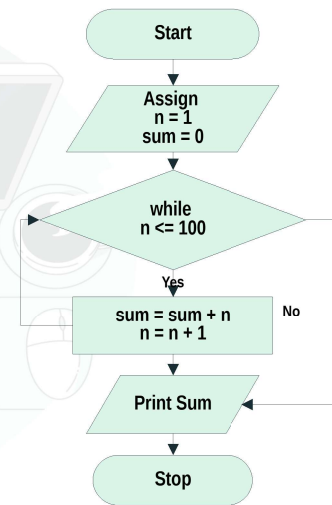 Start
Assign
n = 1
sum = 0
while
n <= 100
Yes
sum = sum + n
n = n + 1
No
Print Sum
Stop